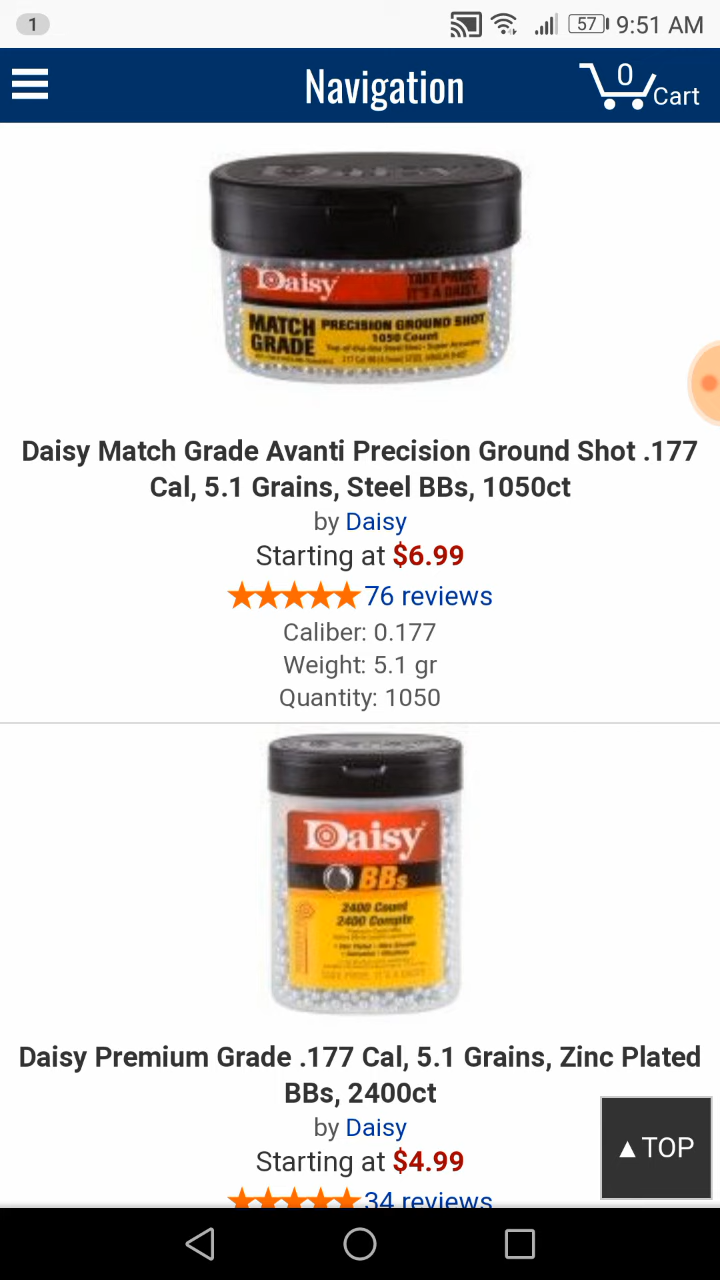 1
57
9:51 AM
Navigation
0
Cart
Daisy
Daisy
TAKE PRIDE.
IT'S A DAISY.
MATCH
GRADE
PRECISION GROUND SHOT
1050 Count
Daisy Match Grade Avanti Precision Ground Shot .177
Cal, 5.1 Grains, Steel BBs, 1050ct
by Daisy
Starting at $6.99
76 reviews
Caliber: 0.177
Weight: 5.1 gr
Quantity: 1050
Daisy
BBs
2400 Count
2400 Compte
Daisy Premium Grade .177 Cal, 5.1 Grains, Zinc Plated
BBs, 2400ct
by Daisy
Starting at $4.99
▲TOP
34 reviews